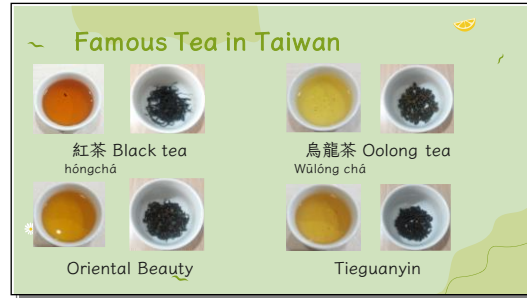 Famous Tea in Taiwan
紅茶 Black tea
hóngchá
烏龍茶 Oolong tea
Wūlóng chá
Oriental Beauty
Tieguanyin